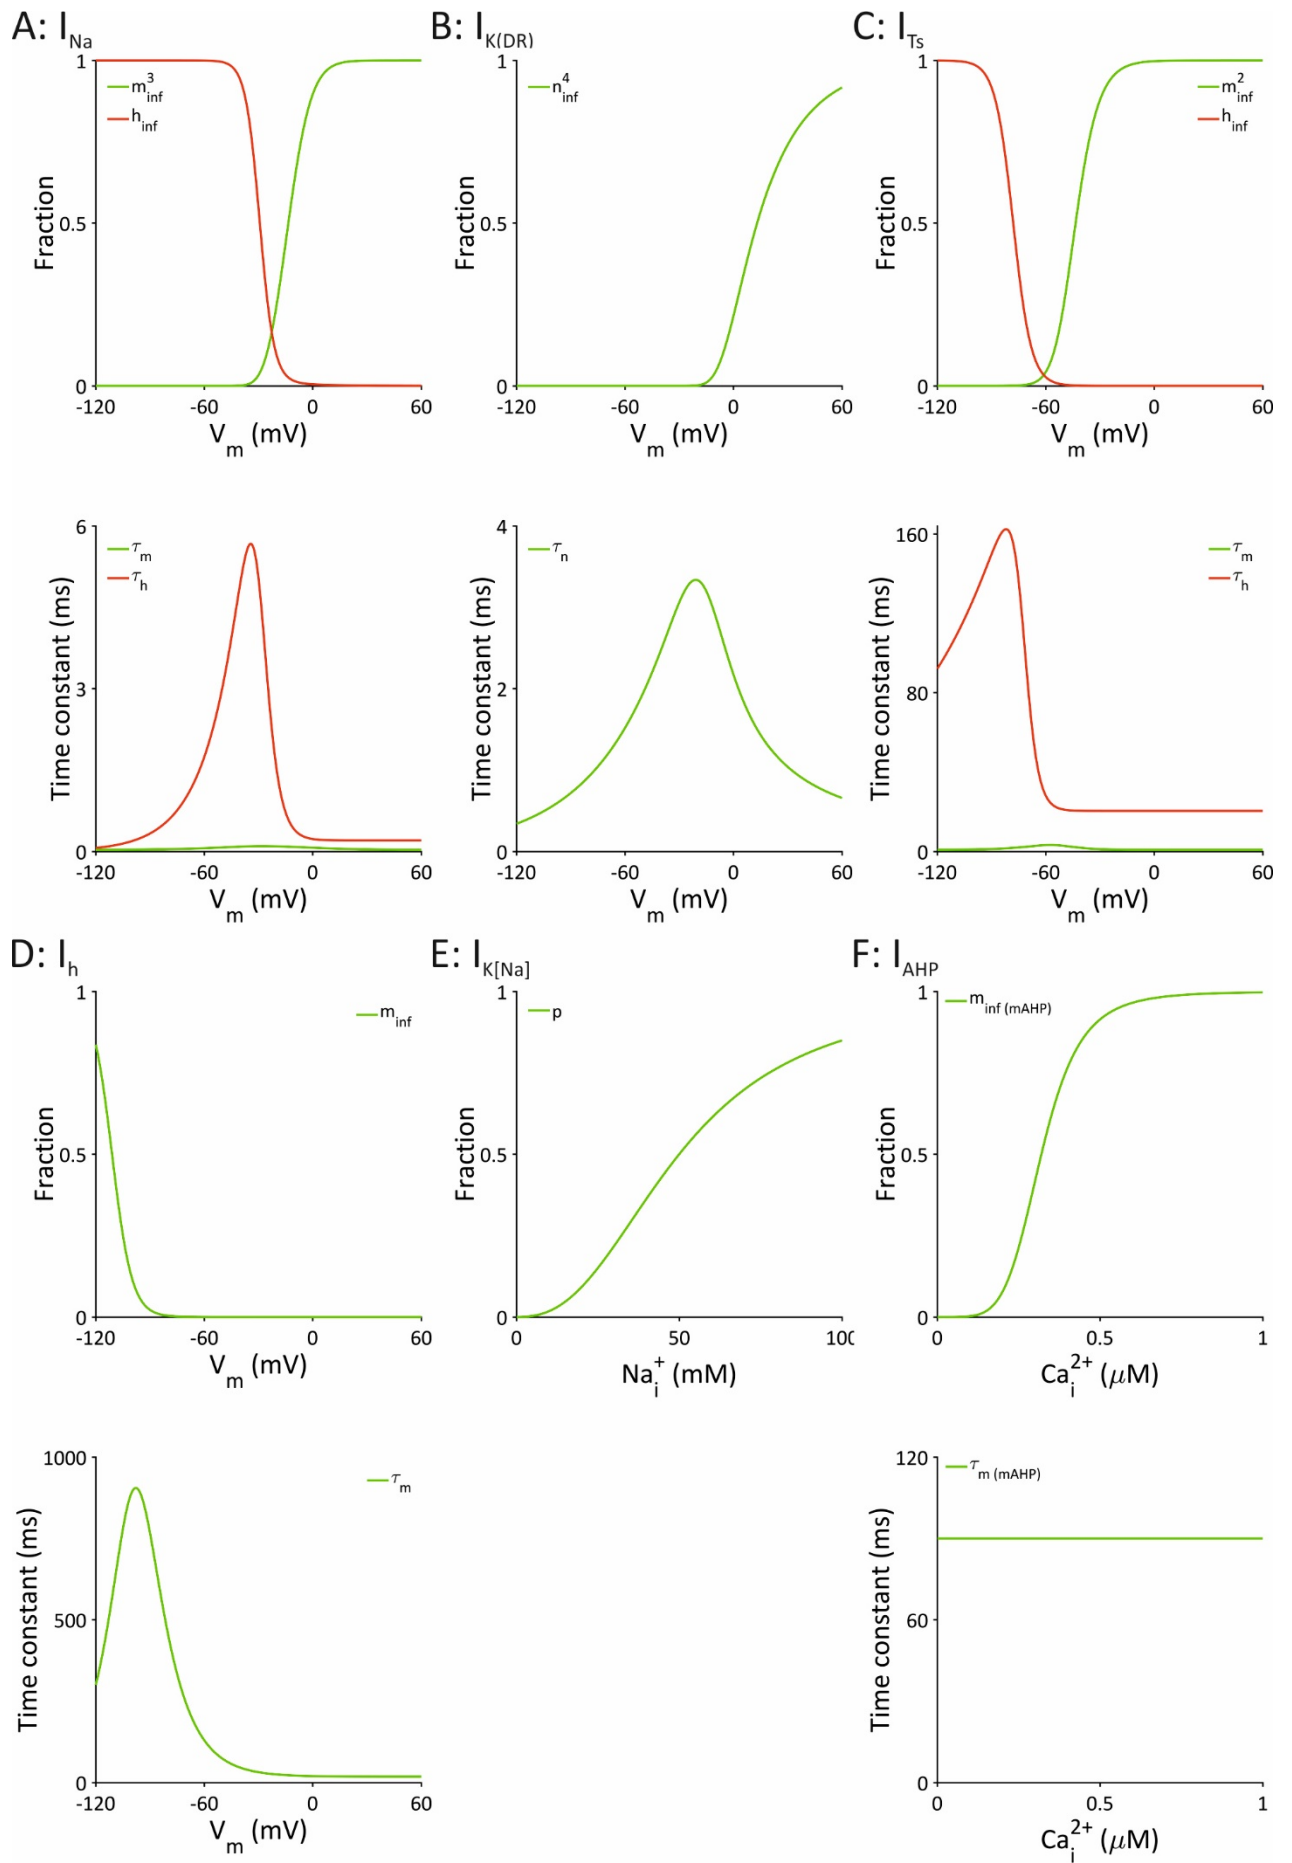 A: I_Na
1
0.5
0
Fraction
m³_inf
h_inf
-120 -60 0 60
V_m (mV)
B: I_K(DR)
1
0.5
0
Fraction
n⁴_inf
-120 -60 0 60
V_m (mV)
C: I_Ts
1
0.5
0
Fraction
m²_inf
h_inf
-120 -60 0 60
V_m (mV)
6
3
0
Time constant (ms)
τ_m
τ_h
-120 -60 0 60
V_m (mV)
4
2
0
Time constant (ms)
τ_n
-120 -60 0 60
V_m (mV)
160
80
0
Time constant (ms)
τ_m
τ_h
-120 -60 0 60
V_m (mV)
D: I_h
1
0.5
0
Fraction
m_inf
-120 -60 0 60
V_m (mV)
E: I_K[Na]
1
0.5
0
Fraction
p
0 50 100
Na⁺_i (mM)
F: I_AHP
1
0.5
0
Fraction
m_inf (mAHP)
0 0.5 1
Ca²⁺_i (μM)
1000
500
0
Time constant (ms)
τ_m
-120 -60 0 60
V_m (mV)
120
60
0
Time constant (ms)
τ_m (mAHP)
0 0.5 1
Ca²⁺_i (μM)